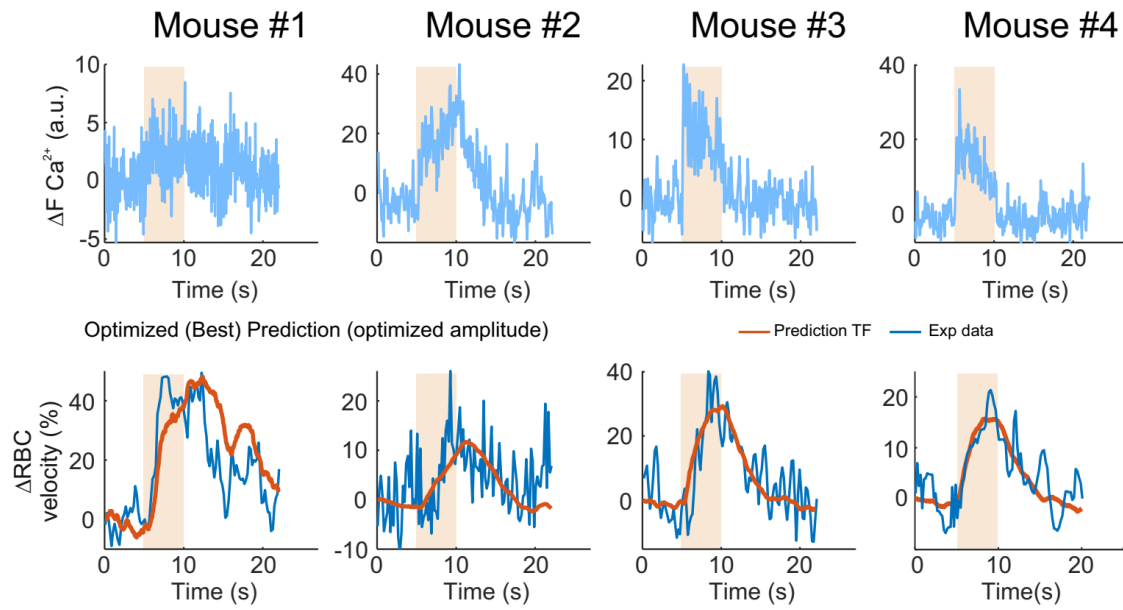 Mouse #1 Mouse #2 Mouse #3 Mouse #4
ΔF Ca²⁺ (a.u.)
10
5
0
-5
0 10 20
Time (s)
40
20
0
0 10 20
Time (s)
20
10
0
0 10 20
Time (s)
40
20
0
0 10 20
Time (s)
Optimized (Best) Prediction (optimized amplitude)
Prediction TF Exp data
ΔRBC
velocity (%)
40
20
0
0 10 20
Time (s)
20
10
0
-10
0 10 20
Time (s)
40
20
0
0 10 20
Time (s)
20
10
0
0 10 20
Time(s)